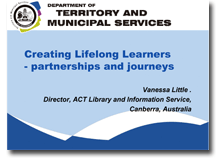 DEPARTMENT OF
TERRITORY AND
MUNICIPAL SERVICES
Creating Lifelong Learners
- partnerships and journeys
Vanessa Little .
Director, ACT Library and Information Service,
Canberra, Australia